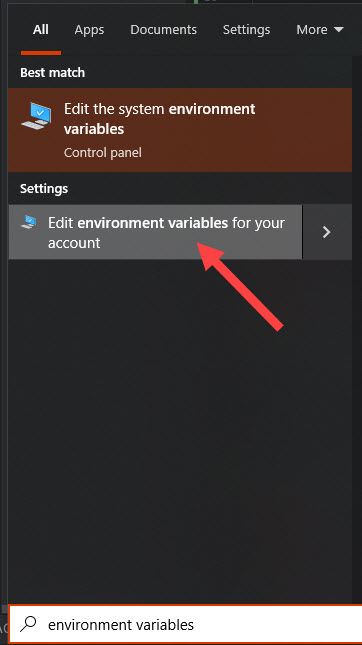 All Apps Documents Settings More
Best match
Edit the system environment
variables
Control panel
Settings
Edit environment variables for your
account
environment variables